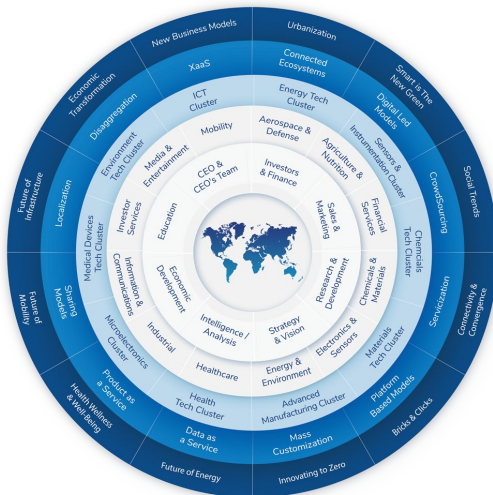 New Business Models
Urbanization
Smart is The
New Green
Social Trends
Conectivity &
Convergence
Bricks & Clicks
Innovating to Zero
Future of Energy
Health Wellness
& Well-Being
Future of
Mobility
Future of
Infrastructure
Economic
Transformation
XaaS
Connected
Ecosystems
Digital Led
Models
CrowdSourcing
Servicization
Platform
Based Models
Mass
Customization
Data as
a Service
Product as
a Service
Sharing
Models
Localization
Disaggregation
ICT
Cluster
Energy Tech
Cluster
Sensors &
Instrumentation Cluster
Chemcials
Tech Cluster
Materials
Tech Cluster
Advanced
Manufacturing Cluster
Health
Tech Cluster
Microelectronics
Cluster
Medical Devices
Tech Cluster
Environment
Tech Cluster
Mobility
Aerospace &
Defense
Agriculture &
Nutrition
Financial
Services
Chemicals &
Materials
Electronics &
Sensors
Energy &
Environment
Healthcare
Industrial
Information &
Communications
Investor
Services
Media &
Entertainment
CEO &
CEO's Team
Investors
& Finance
Sales &
Marketing
Research &
Development
Strategy
& Vision
Intelligence /
Analysis
Economic
Development
Education